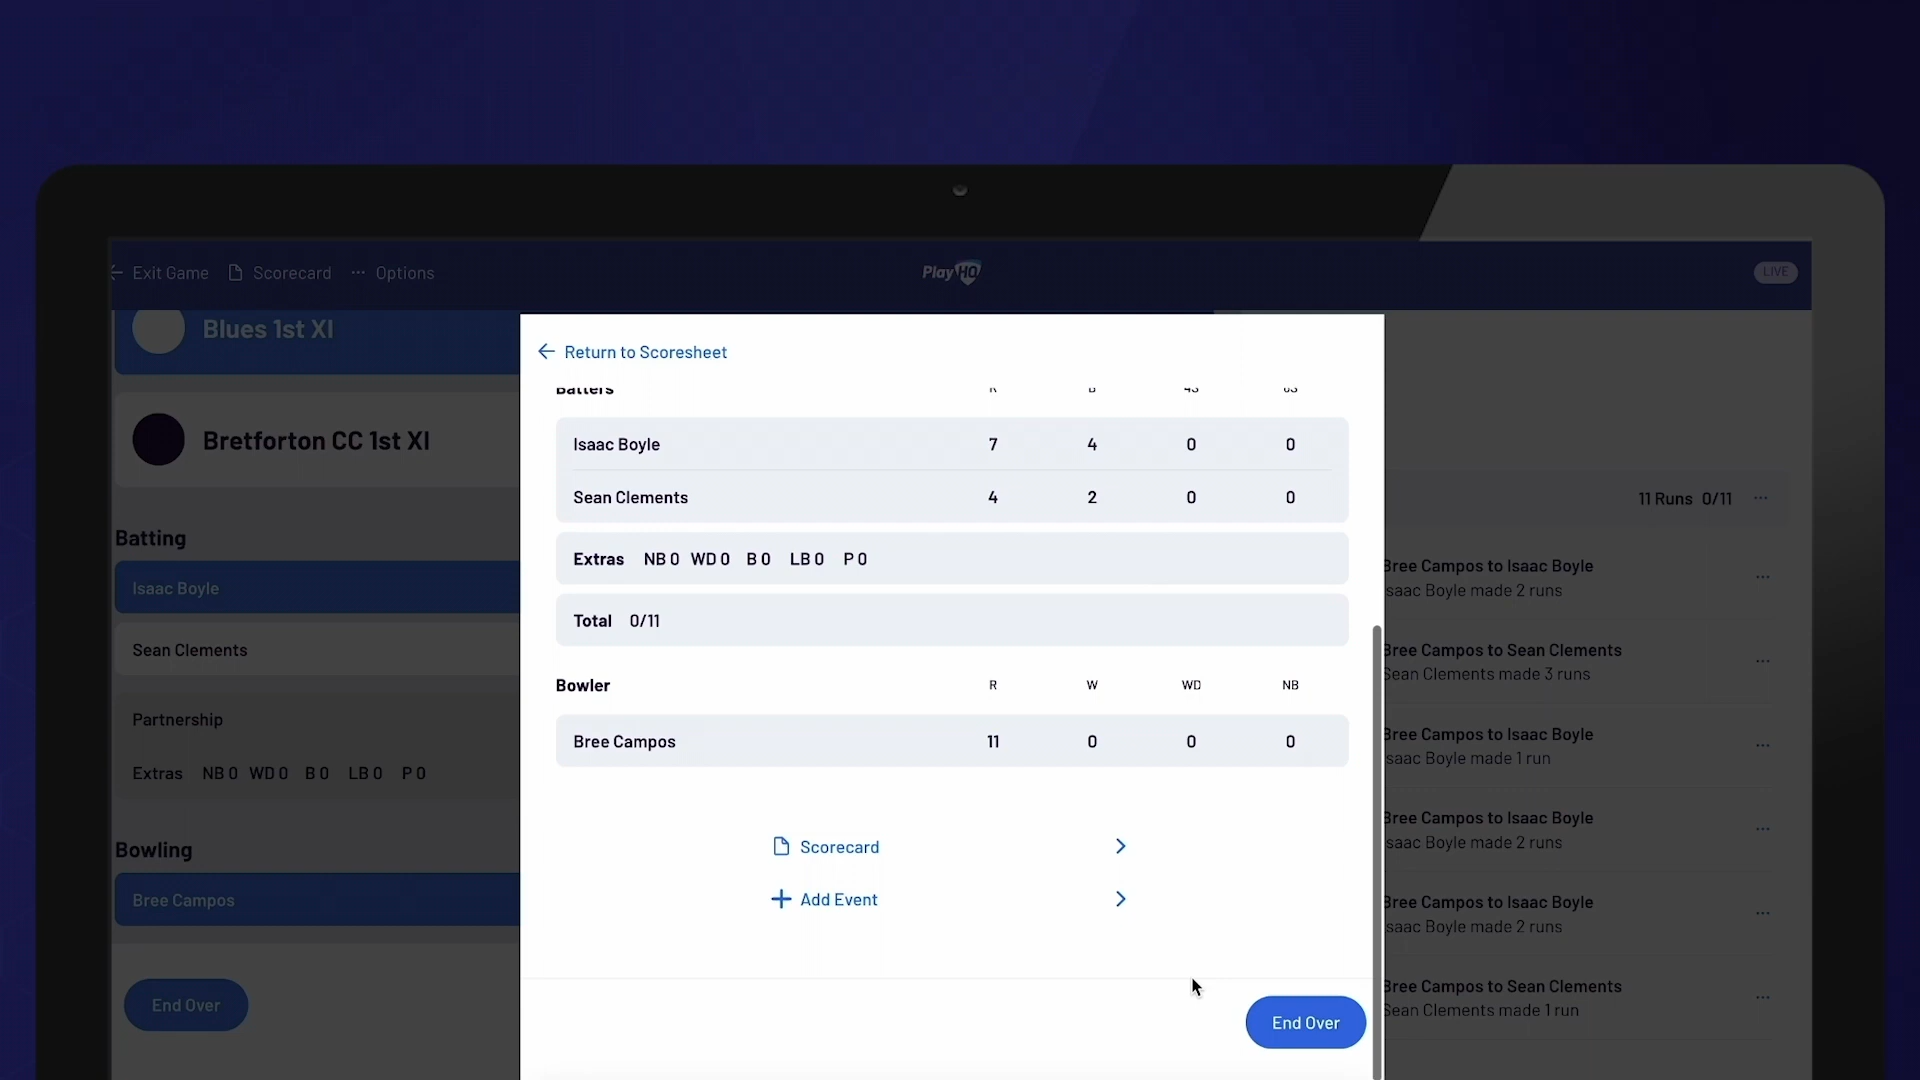 Exit Game Scorecard ··· Options PlayHQ LIVE
Blues 1st XI
Bretforton CC 1st XI
Batting
Isaac Boyle
Sean Clements
Partnership
Extras NB 0 WD 0 B 0 LB 0 P 0
Bowling
Bree Campos
End Over
Return to Scoresheet
Batters R B 4S 6S
Isaac Boyle 7 4 0 0
Sean Clements 4 2 0 0
Extras NB 0 WD 0 B 0 LB 0 P 0
Total 0/11
Bowler R W WD NB
Bree Campos 11 0 0 0
Scorecard
Add Event
End Over
11 Runs 0/11 ···
Bree Campos to Isaac Boyle
saac Boyle made 2 runs
Bree Campos to Sean Clements
Sean Clements made 3 runs
Bree Campos to Isaac Boyle
saac Boyle made 1 run
Bree Campos to Isaac Boyle
saac Boyle made 2 runs
Bree Campos to Isaac Boyle
saac Boyle made 2 runs
Bree Campos to Sean Clements
Sean Clements made 1 run